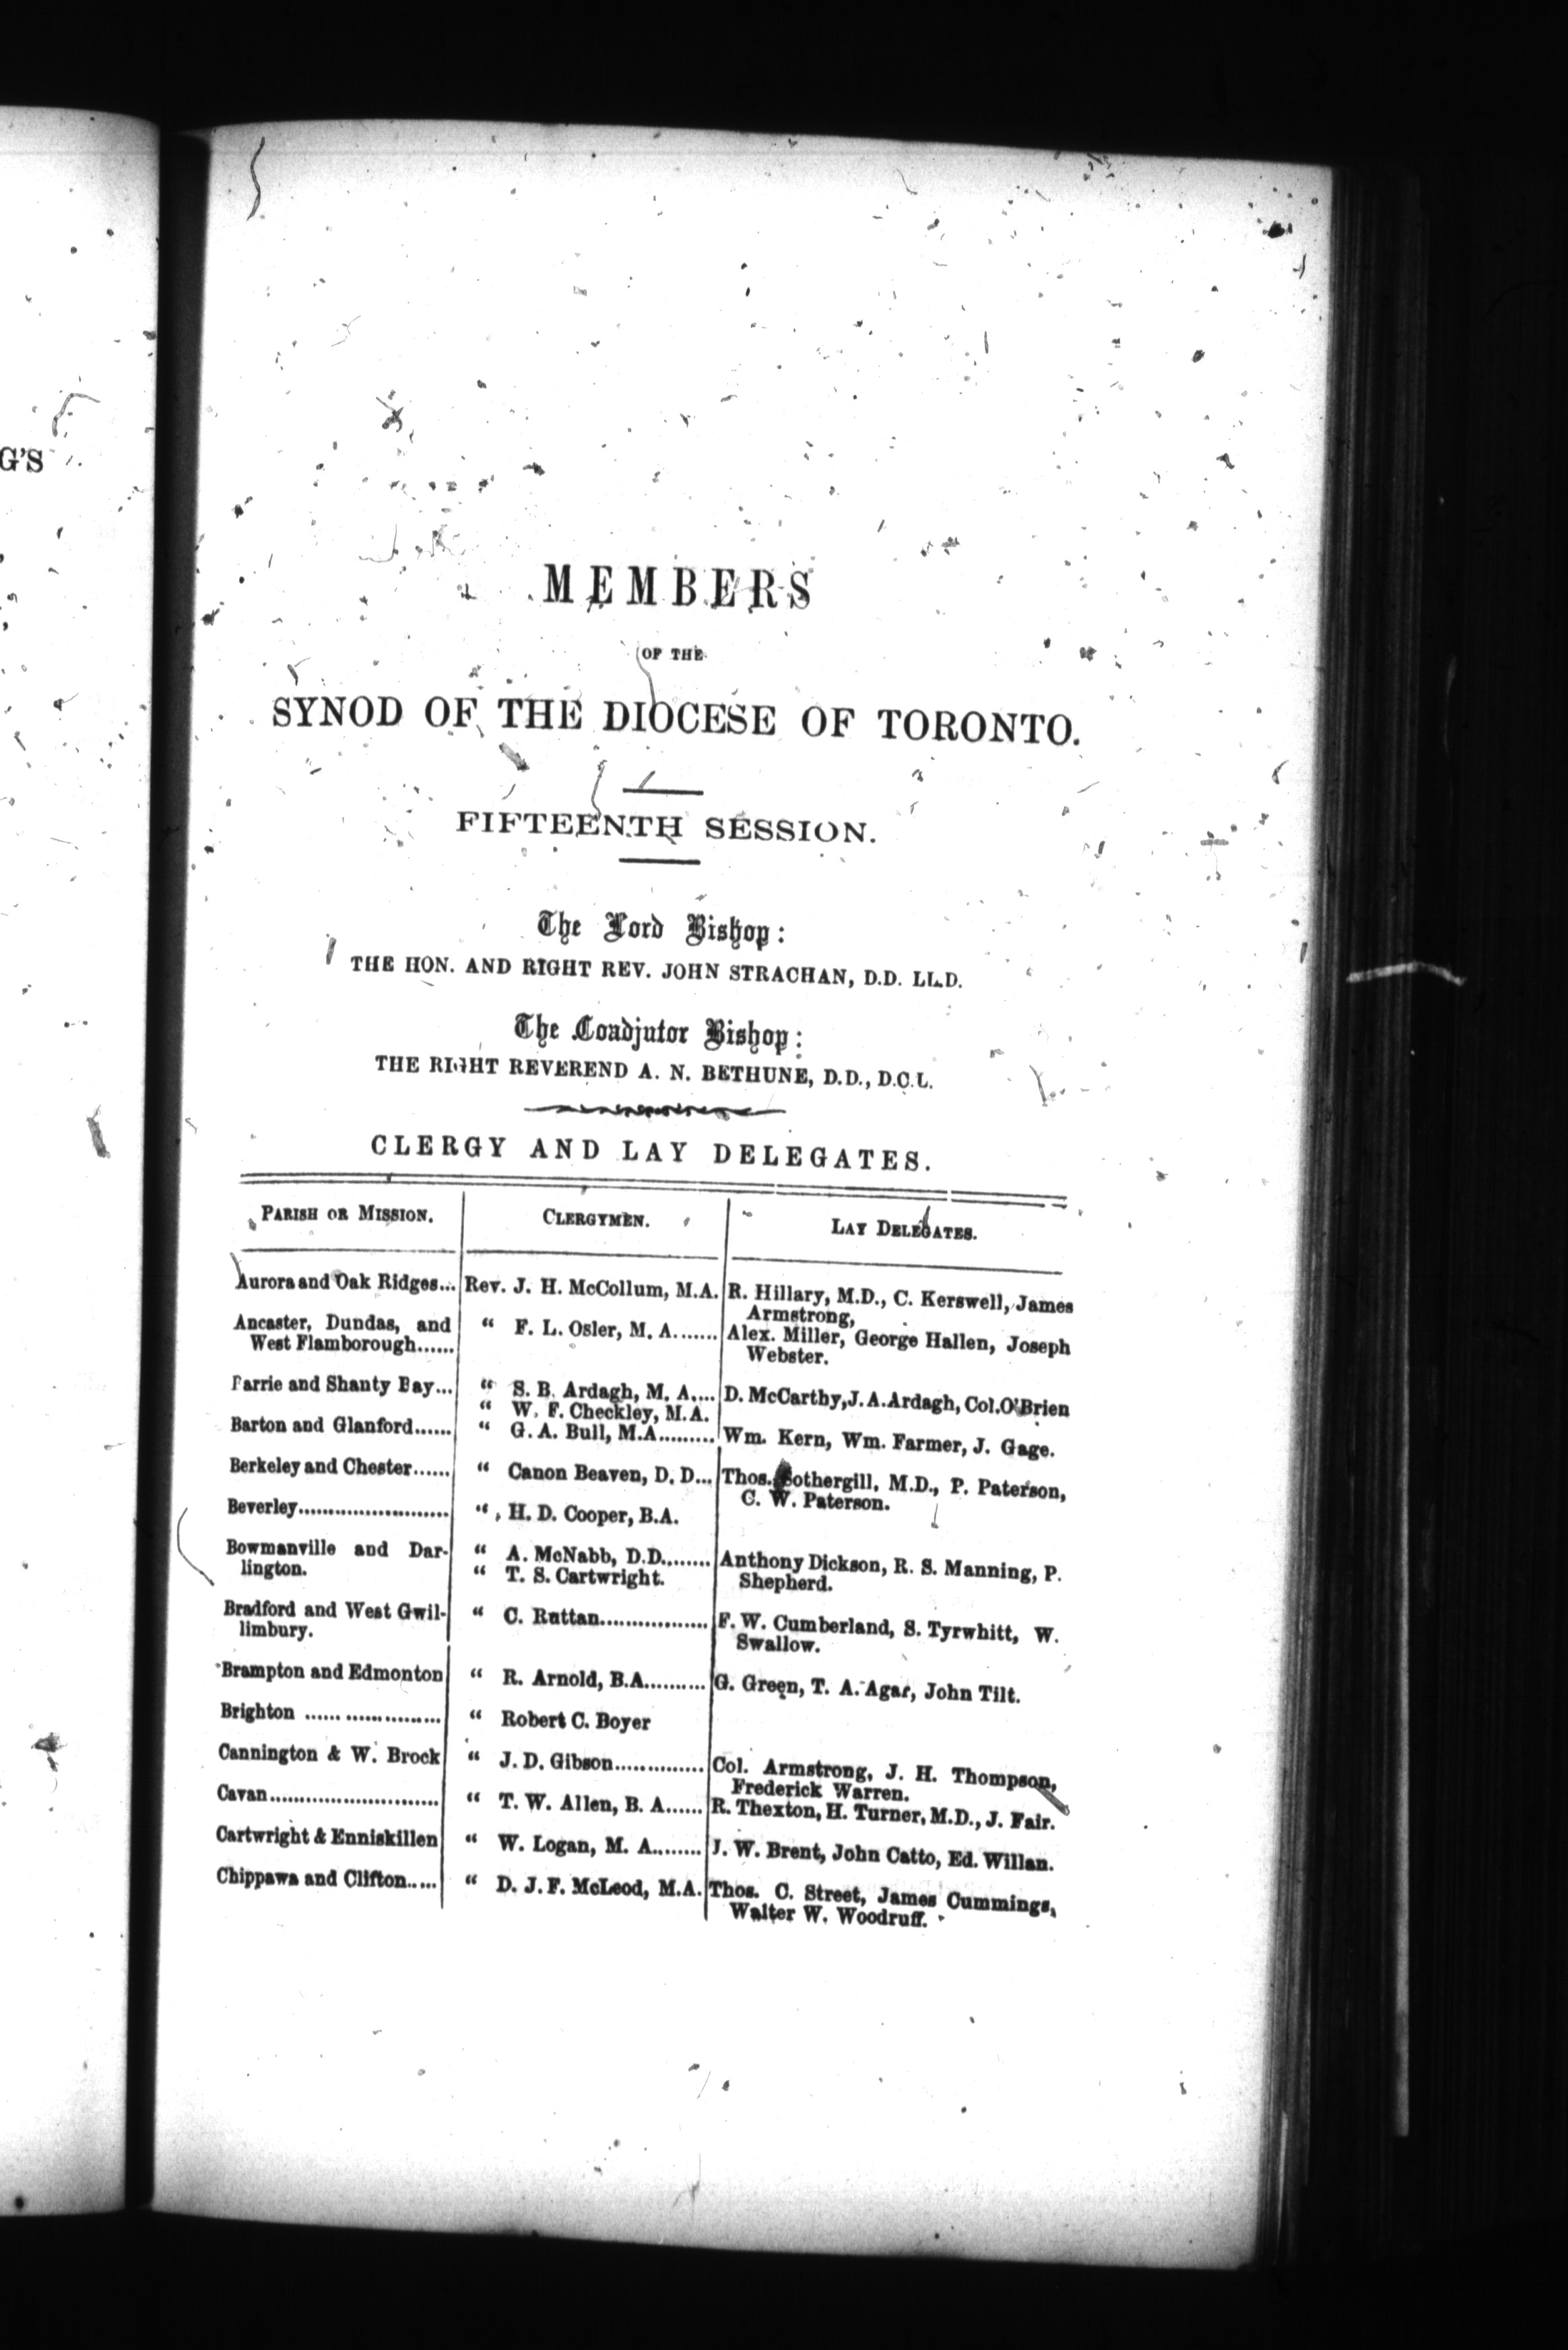 G'S
MEMBERS
OF THE
SYNOD OF THE DIOCESE OF TORONTO.
FIFTEENTH SESSION.
The Lord Bishop:
THE HON. AND RIGHT REV. JOHN STRACHAN, D.D. LL.D.
The Coadjutor Bishop:
THE RIGHT REVEREND A. N. BETHUNE, D.D., D.C.L.
CLERGY AND LAY DELEGATES.
PARISH OR MISSION. CLERGYMEN. LAY DELEGATES.
Aurora and Oak Ridges... Rev. J. H. McCollum, M.A. R. Hillary, M.D., C. Kerswell, James
Armstrong,
Ancaster, Dundas, and " F. L. Osler, M. A....... Alex. Miller, George Hallen, Joseph
West Flamborough...... Webster.
Barrie and Shanty Bay... " S. B. Ardagh, M. A.... D. McCarthy, J. A. Ardagh, Col. O'Brien
" W. F. Checkley, M.A.
Barton and Glanford...... " G. A. Bull, M.A......... Wm. Kern, Wm. Farmer, J. Gage.
Berkeley and Chester...... " Canon Beaven, D. D... Thos. M.D., P. Paterson,
C. W. Paterson.
Beverley........................ " H. D. Cooper, B.A.
Bowmanville and Dar- " A. McNabb, D.D........ Anthony Dickson, R. S. Manning, P.
lington. " T. S. Cartwright. Shepherd.
Bradford and West Gwil- " C. Ruttan................. F. W. Cumberland, S. Tyrwhitt, W.
limbury. Swallow.
Brampton and Edmonton " R. Arnold, B.A.......... G. Green, T. A. Agar, John Tilt.
Brighton ...................... " Robert C. Boyer
Cannington & W. Brock " J. D. Gibson.............. Col. Armstrong, J. H. Thompson,
Frederick Warren.
Cavan.......................... " T. W. Allen, B. A...... R. Thexton, H. Turner, M.D., J. Fair.
Cartwright & Enniskillen " W. Logan, M. A........ J. W. Brent, John Catto, Ed. Willan.
Chippawa and Clifton..... " D. J. F. McLeod, M.A. Thos. C. Street, James Cummings,
Walter W. Woodruff.